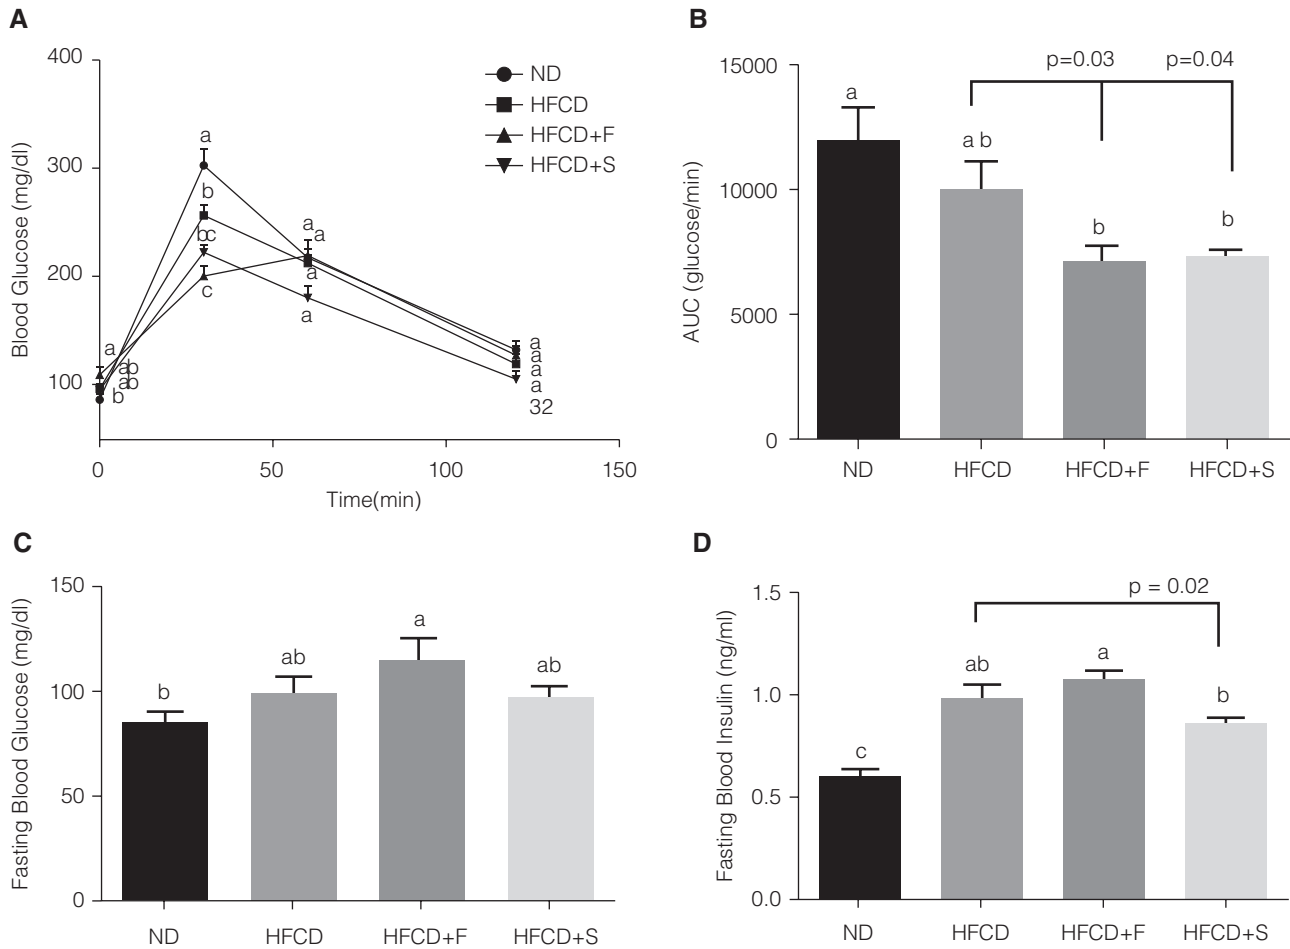 A
400
300
200
100
0
50
100
150
Blood Glucose (mg/dl)
Time(min)
ND
HFCD
HFCD+F
HFCD+S
a
b
bc
c
a
a
a
a
a
ab
ab
b
a
a
a
a
32
B
15000
10000
5000
0
AUC (glucose/min)
p=0.03 p=0.04
a
a b
b
b
ND HFCD HFCD+F HFCD+S
C
150
100
50
0
Fasting Blood Glucose (mg/dl)
b
ab
a
ab
ND HFCD HFCD+F HFCD+S
D
1.5
1.0
0.5
0.0
Fasting Blood Insulin (ng/ml)
p = 0.02
c
ab
a
b
ND HFCD HFCD+F HFCD+S